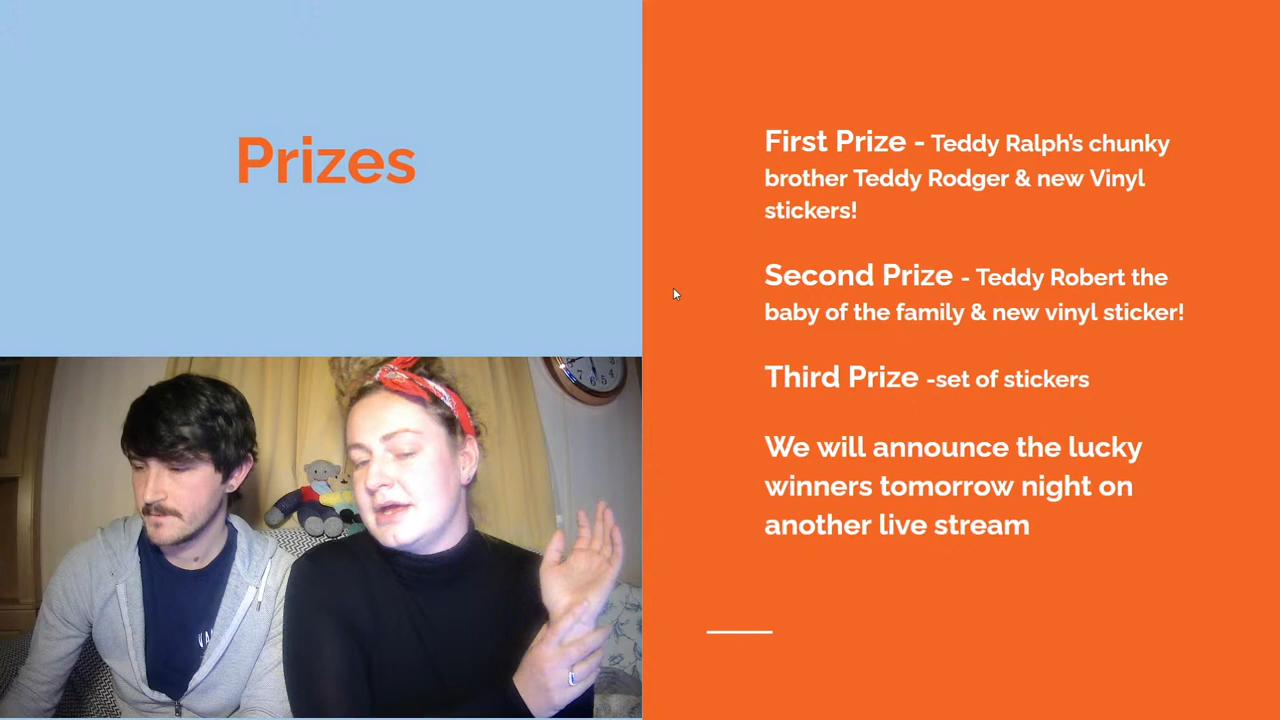 Prizes
First Prize - Teddy Ralph's chunky
brother Teddy Rodger & new Vinyl
stickers!
Second Prize - Teddy Robert the
baby of the family & new vinyl sticker!
Third Prize -set of stickers
We will announce the lucky
winners tomorrow night on
another live stream